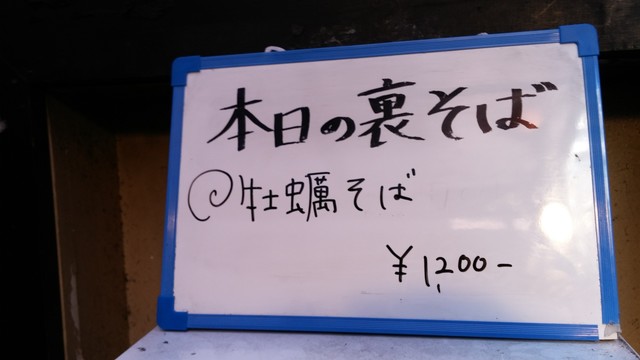 本日の裏そば
牡蠣そば
¥1,200-